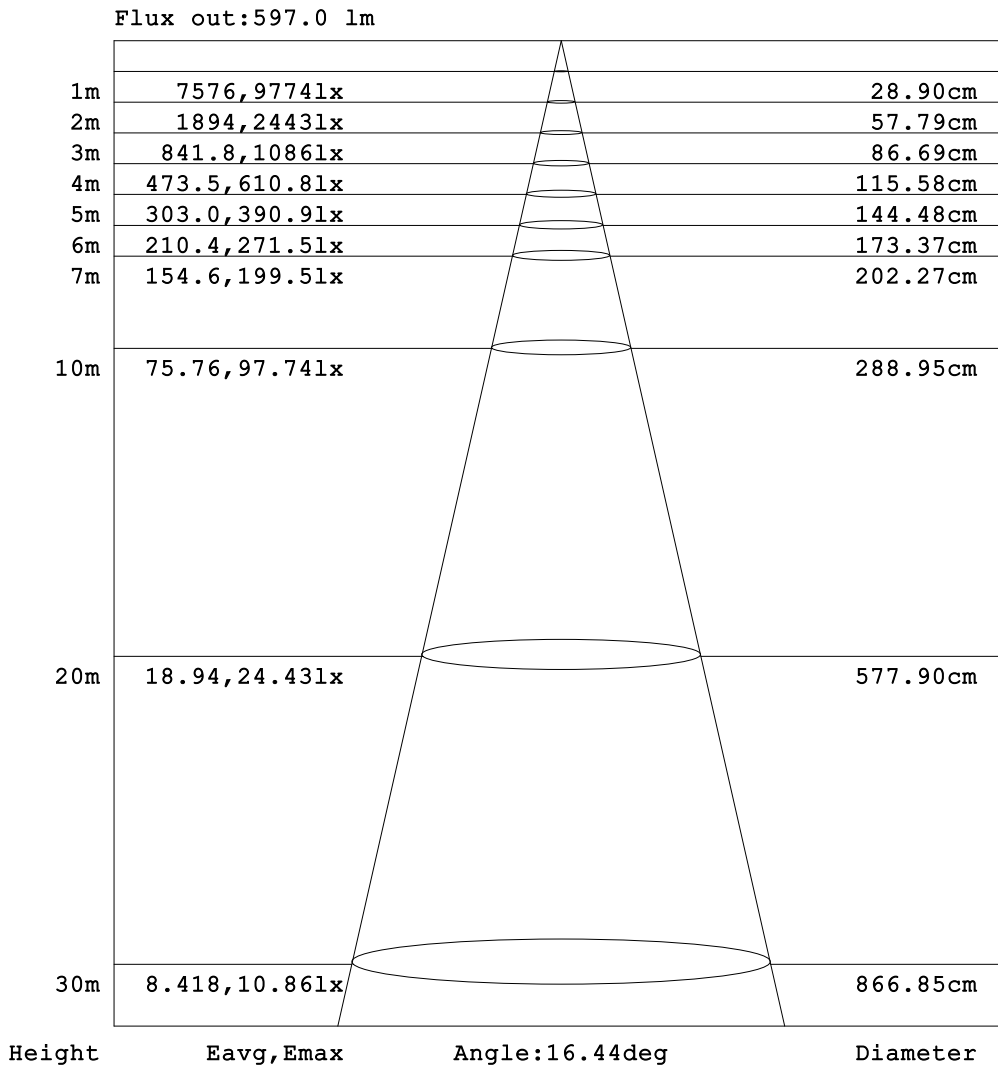 Flux out:597.0 lm
1m 7576,9774lx 28.90cm
2m 1894,2443lx 57.79cm
3m 841.8,1086lx 86.69cm
4m 473.5,610.8lx 115.58cm
5m 303.0,390.9lx 144.48cm
6m 210.4,271.5lx 173.37cm
7m 154.6,199.5lx 202.27cm
10m 75.76,97.74lx 288.95cm
20m 18.94,24.43lx 577.90cm
30m 8.418,10.86lx 866.85cm
Height Eavg,Emax Angle:16.44deg Diameter